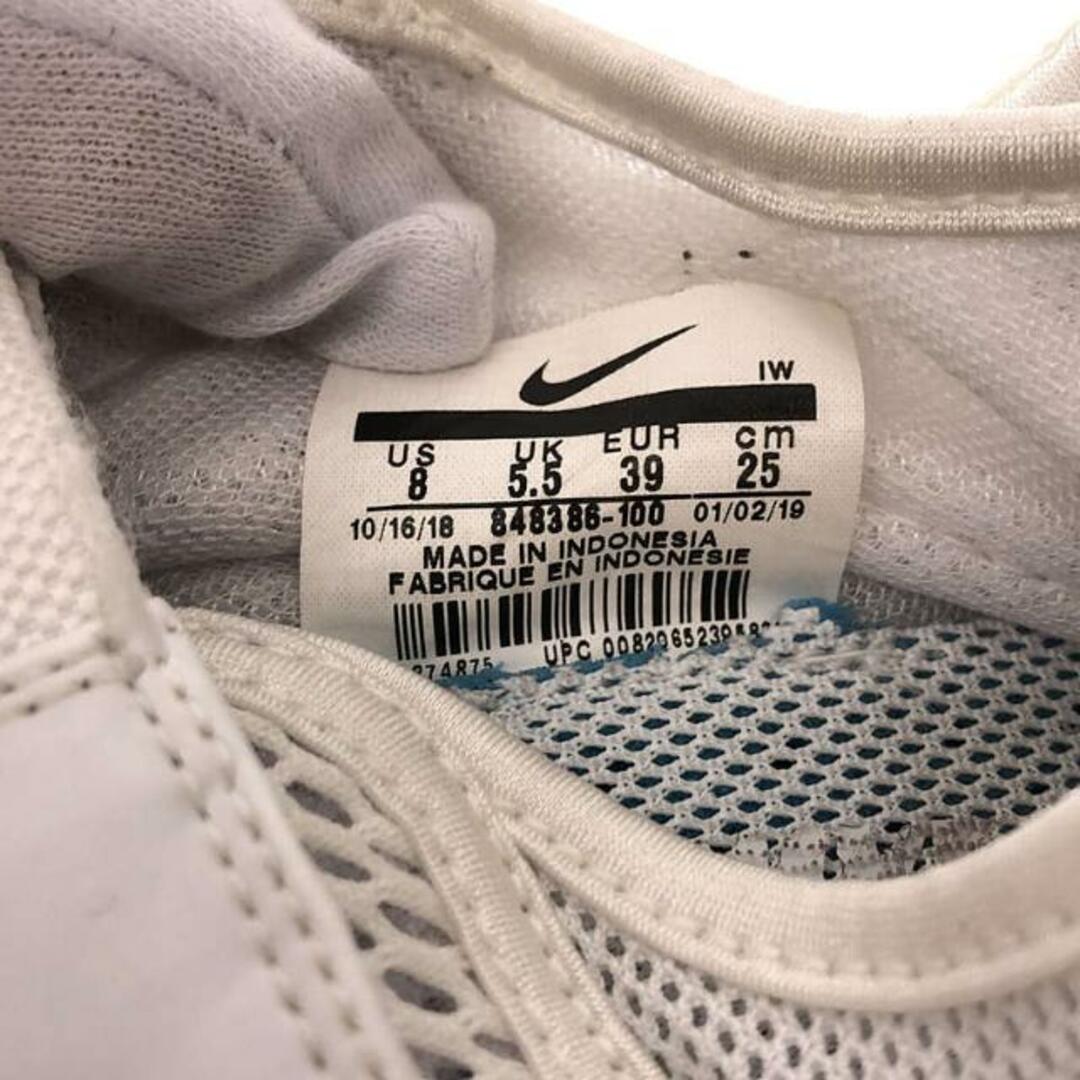 IW
US UK EUR cm
8 5.5 39 25
10/16/18 848386-100 01/02/19
MADE IN INDONESIA
FABRIQUE EN INDONESIE
UPC